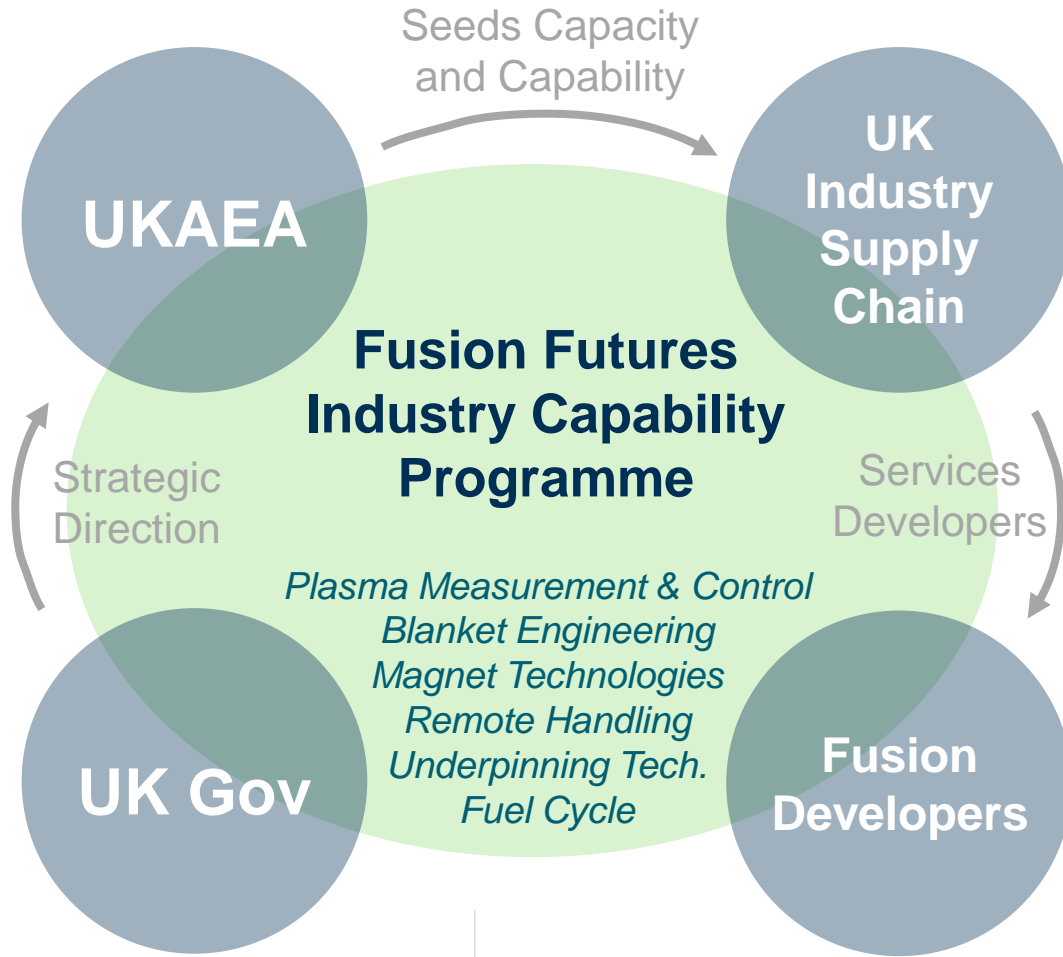 Seeds Capacity
and Capability
UKAEA
UK
Industry
Supply
Chain
Fusion Futures
Industry Capability
Programme
Strategic
Direction
Services
Developers
Plasma Measurement & Control
Blanket Engineering
Magnet Technologies
Remote Handling
Underpinning Tech.
Fuel Cycle
UK Gov
Fusion
Developers